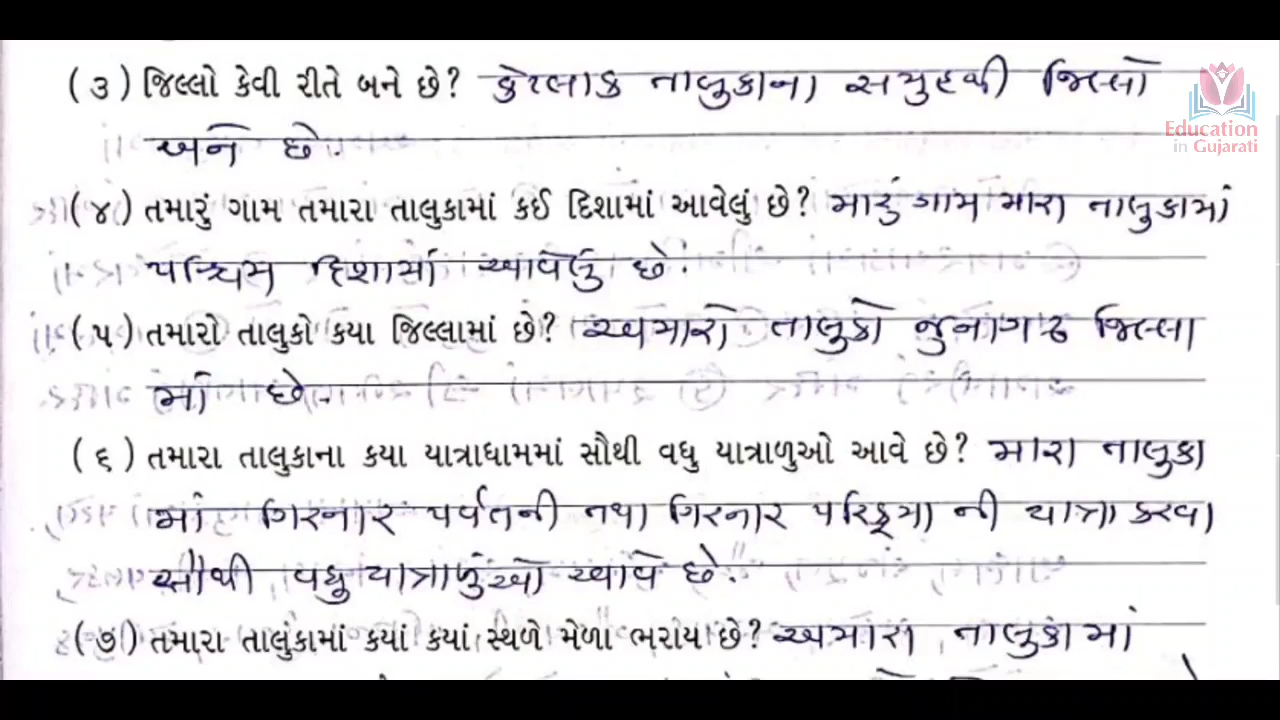 (૩) જિલ્લો કેવી રીતે બને છે? કેટલાક તાલુકાના સમુહથી જિલ્લો
બને છે.
(૪) તમારું ગામ તમારા તાલુકામાં કઈ દિશામાં આવેલું છે? મારું ગામ મારા તાલુકામાં
પશ્ચિમ દિશામાં આવેલું છે.
(૫) તમારો તાલુકો કયા જિલ્લામાં છે? અમારો તાલુકો જુનાગઢ જિલ્લા
માં છે.
(૬) તમારા તાલુકાના કયા યાત્રાધામમાં સૌથી વધુ યાત્રાળુઓ આવે છે? મારા તાલુકા
માં ગિરનાર પર્વતની તથા ગિરનાર પરિક્રમા ની યાત્રા કરવા
સૌથી વધુ યાત્રાળુઓ આવે છે.
(૭) તમારા તાલુંકામાં કયાં કયાં સ્થળે મેળા ભરાય છે? અમારા તાલુકામાં
Education
in Gujarati